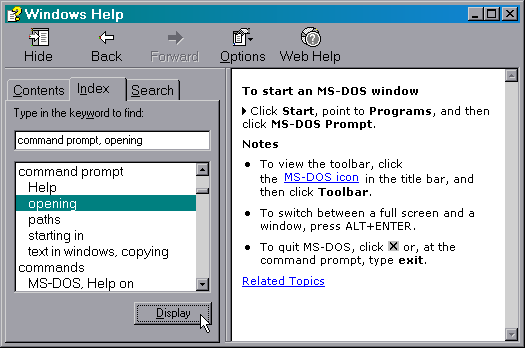 Windows Help
Hide Back Forward Options Web Help
Contents Index Search
Type in the keyword to find:
command prompt, opening
command prompt
Help
opening
paths
starting in
text in windows, copying
commands
MS-DOS, Help on
Display
To start an MS-DOS window
Click Start, point to Programs, and then
click MS-DOS Prompt.
Notes
• To view the toolbar, click
the MS-DOS icon in the title bar, and
then click Toolbar.
• To switch between a full screen and a
window, press ALT+ENTER.
• To quit MS-DOS, click X or, at the
command prompt, type exit.
Related Topics